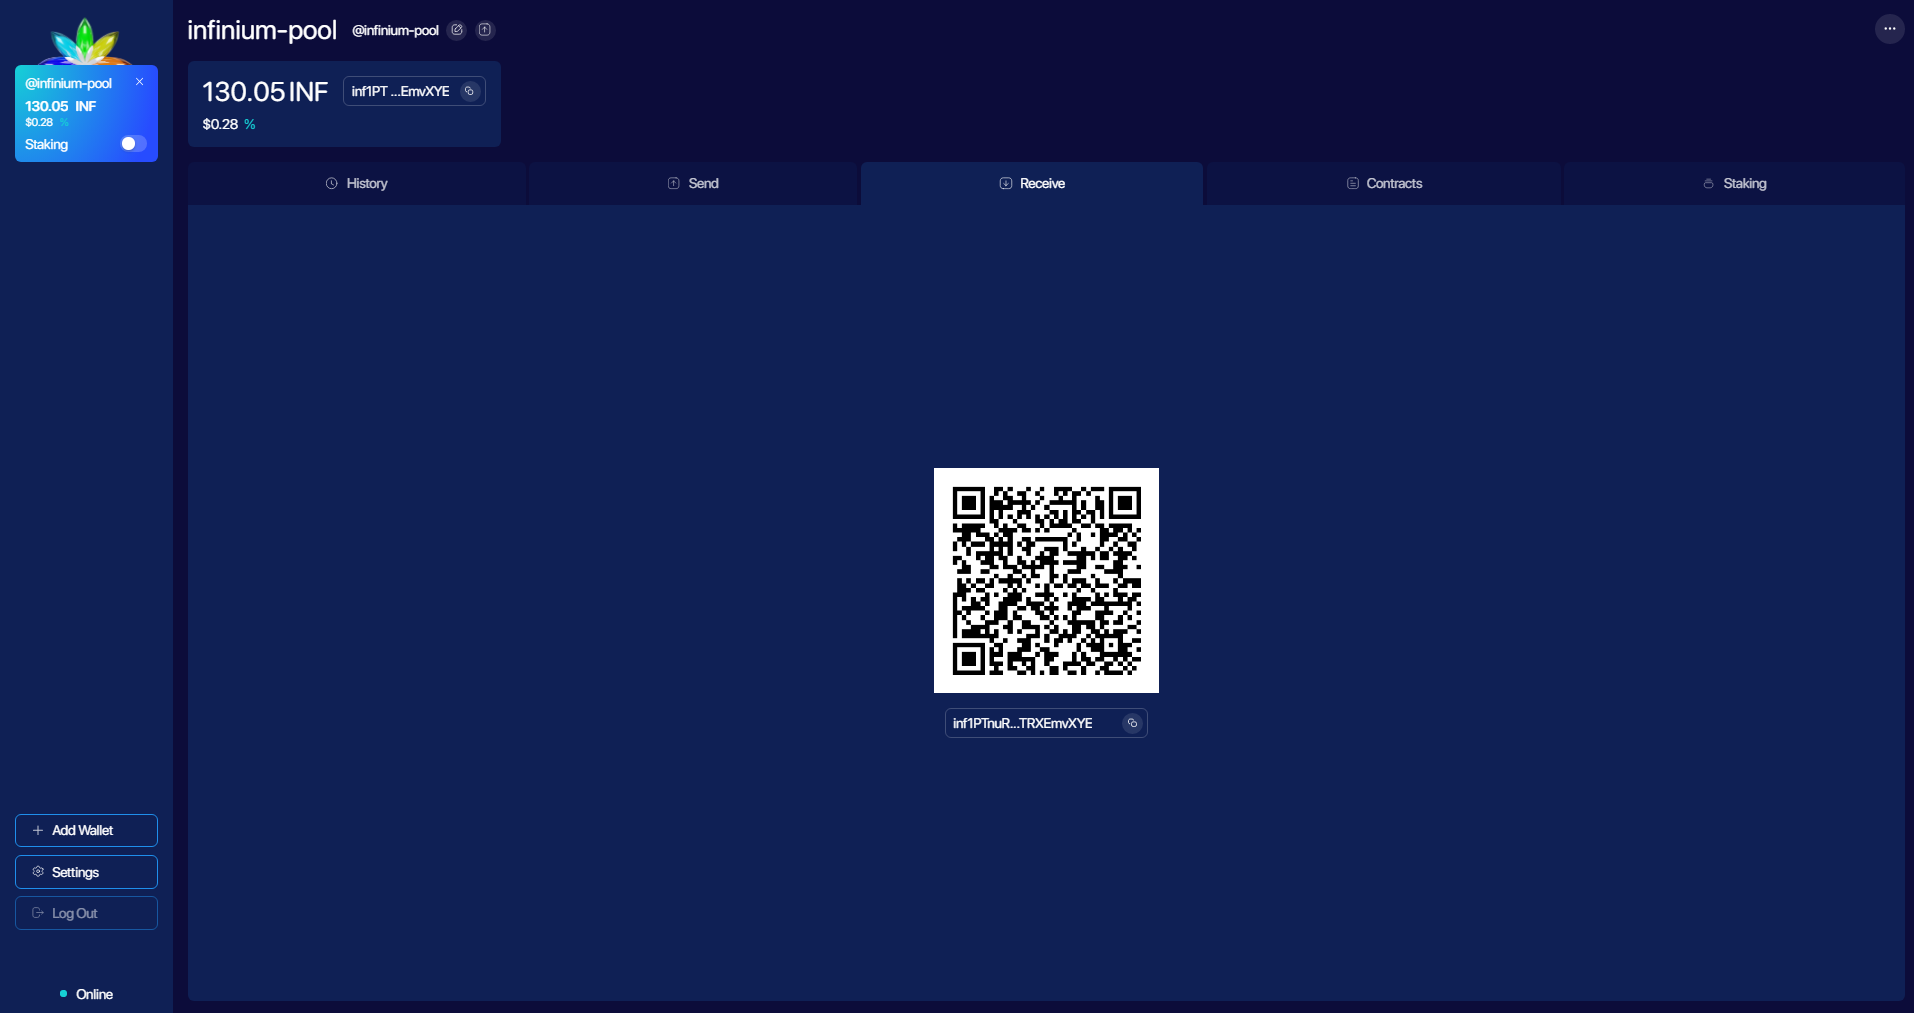 infinium-pool @infinium-pool
@infinium-pool
130.05 INF
$0.28 %
Staking
130.05 INF inf1PT ...EmvXYE
$0.28 %
History Send Receive Contracts Staking
inf1PTnuR...TRXEmvXYE
Add Wallet
Settings
Log Out
Online